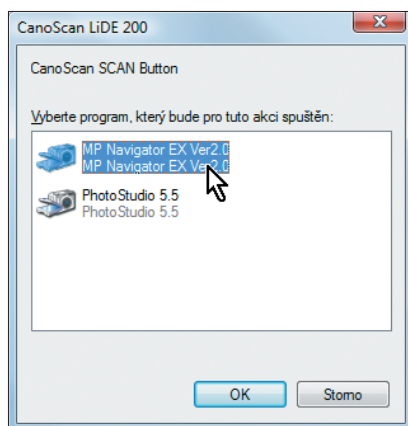 CanoScan LiDE 200
CanoScan SCAN Button
Vyberte program, který bude pro tuto akci spuštěn:
MP Navigator EX Ver2.0
MP Navigator EX Ver2.0
PhotoStudio 5.5
PhotoStudio 5.5
OK
Storno